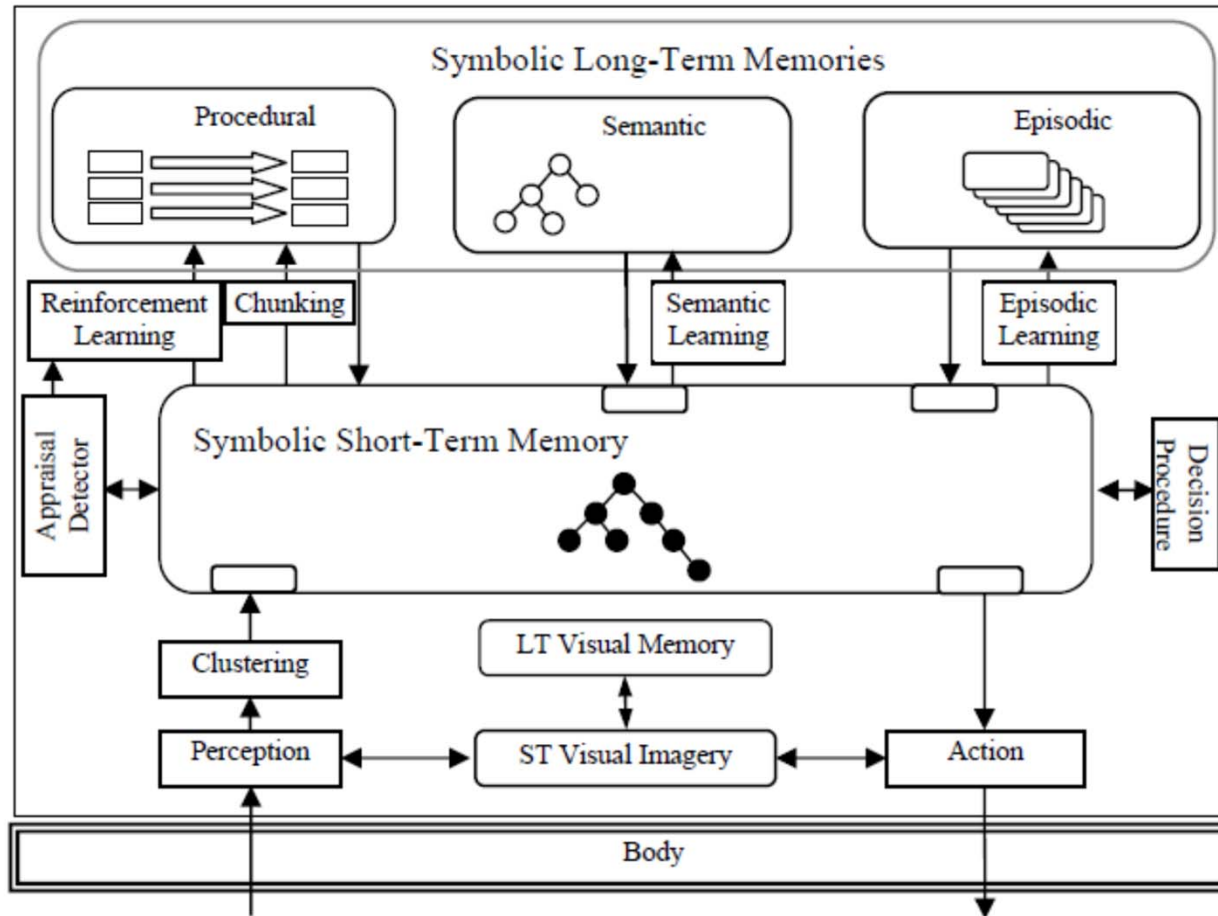 Symbolic Long-Term Memories
Procedural
Semantic
Episodic
Reinforcement
Learning
Chunking
Semantic
Learning
Episodic
Learning
Appraisal
Detector
Symbolic Short-Term Memory
Decision
Procedure
Clustering
LT Visual Memory
Perception
ST Visual Imagery
Action
Body